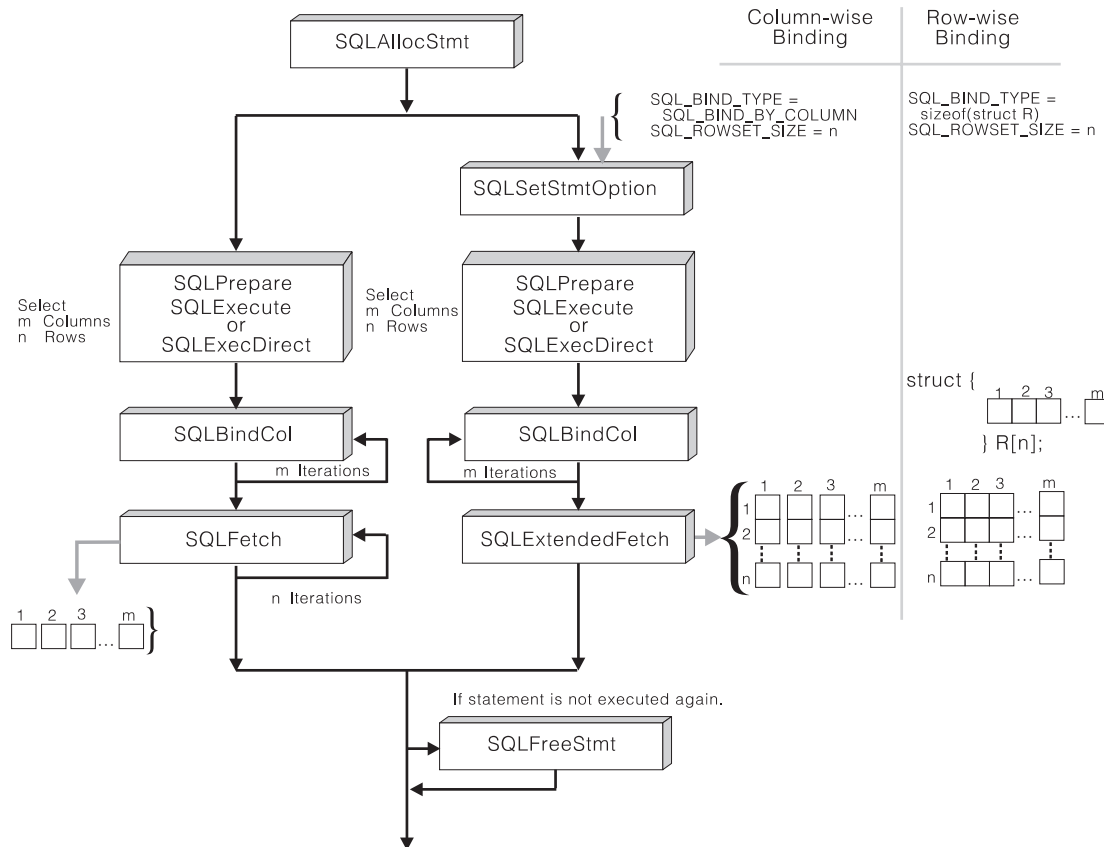 SQLAllocStmt
Column-wise
Binding
Row-wise
Binding
SQL_BIND_TYPE =
SQL_BIND_BY_COLUMN
SQL_ROWSET_SIZE = n
SQL_BIND_TYPE =
sizeof(struct R)
SQL_ROWSET_SIZE = n
SQLSetStmtOption
Select
m Columns
n Rows
SQLPrepare
SQLExecute
or
SQLExecDirect
Select
m Columns
n Rows
SQLPrepare
SQLExecute
or
SQLExecDirect
struct {
1 2 3 ... m
} R[n];
SQLBindCol
m Iterations
SQLBindCol
m Iterations
SQLFetch
n Iterations
SQLExtendedFetch
1 2 3 m
1 ...
2 ...
n ...
1 2 3 m
1 ...
2 ...
n ...
1 2 3 m
... }
If statement is not executed again.
SQLFreeStmt